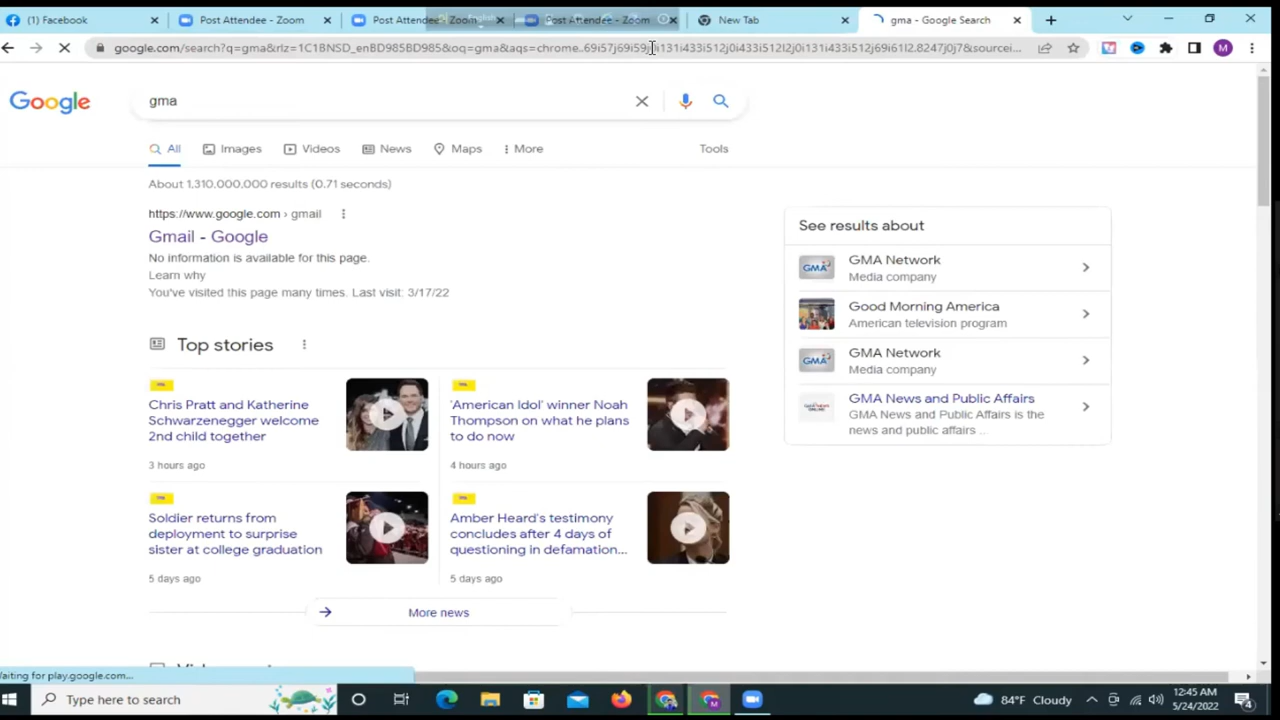 (1) Facebook
Post Attendee - Zoom
Post Attendee - Zoom
Post Attendee - Zoom
New Tab
gma - Google Search
google.com/search?q=gma&rlz=1C1BNSD_enBD985BD985&oq=gma&aqs=chrome..69i57j69i59j0i131i433i512j0i433i512l2j0i131i433i512j69i61l2.8247j0j7&sourcei...
M
Google
gma
All
Images
Videos
News
Maps
More
Tools
About 1,310,000,000 results (0.71 seconds)
https://www.google.com › gmail
Gmail - Google
No information is available for this page.
Learn why
You've visited this page many times. Last visit: 3/17/22
See results about
GMA Network
Media company
Good Morning America
American television program
GMA Network
Media company
GMA News and Public Affairs
GMA News and Public Affairs is the
news and public affairs ...
Top stories
Chris Pratt and Katherine
Schwarzenegger welcome
2nd child together
3 hours ago
'American Idol' winner Noah
Thompson on what he plans
to do now
4 hours ago
Soldier returns from
deployment to surprise
sister at college graduation
5 days ago
Amber Heard's testimony
concludes after 4 days of
questioning in defamation...
5 days ago
More news
Waiting for play.google.com...
Type here to search
84°F Cloudy
12:45 AM
5/24/2022
4